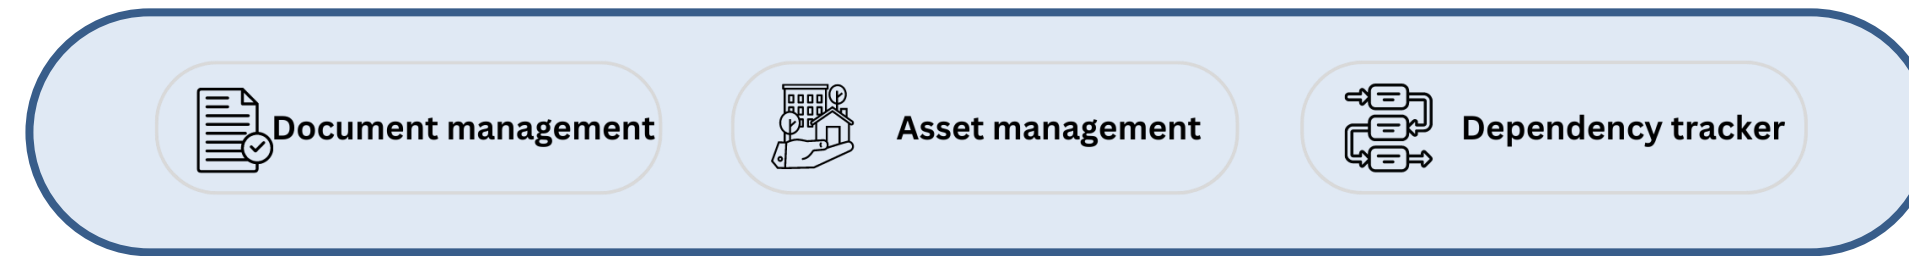 Document management
Asset management
Dependency tracker